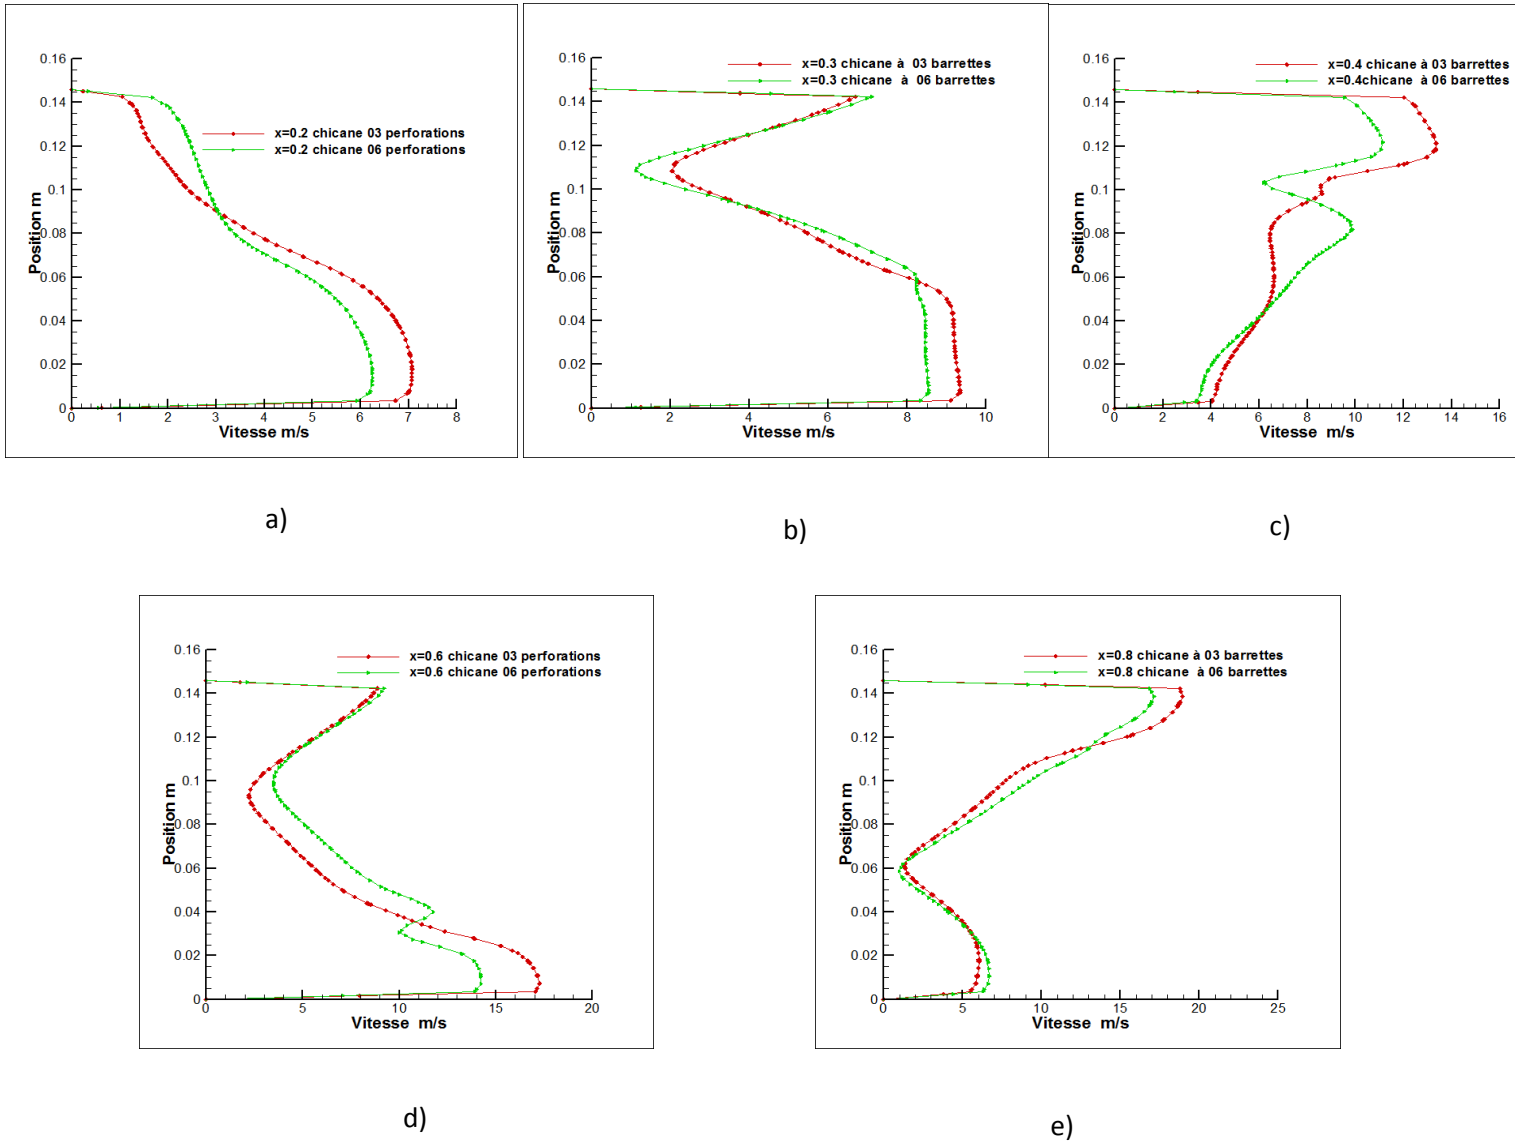 x=0.2 chicane 03 perforations
x=0.2 chicane 06 perforations
Position m
0.16
0.14
0.12
0.1
0.08
0.06
0.04
0.02
0
0 1 2 3 4 5 6 7 8
Vitesse m/s
a)
x=0.3 chicane à 03 barrettes
x=0.3 chicane à 06 barrettes
Position m
0.16
0.14
0.12
0.1
0.08
0.06
0.04
0.02
0
0 4 6 8 10
Vitesse m/s
b)
x=0.4 chicane à 03 barrettes
x=0.4chicane à 06 barrettes
Position m
0.16
0.14
0.12
0.1
0.08
0.06
0.04
0.02
0
0 2 4 6 8 10 12 14 16
Vitesse m/s
c)
x=0.6 chicane 03 perforations
x=0.6 chicane 06 perforations
Position m
0.16
0.14
0.12
0.1
0.08
0.06
0.04
0.02
0
0 5 10 15 20
Vitesse m/s
d)
x=0.8 chicane à 03 barrettes
x=0.8 chicane à 06 barrettes
Position m
0.16
0.14
0.12
0.1
0.08
0.06
0.04
0.02
0
0 5 10 15 20 25
Vitesse m/s
e)